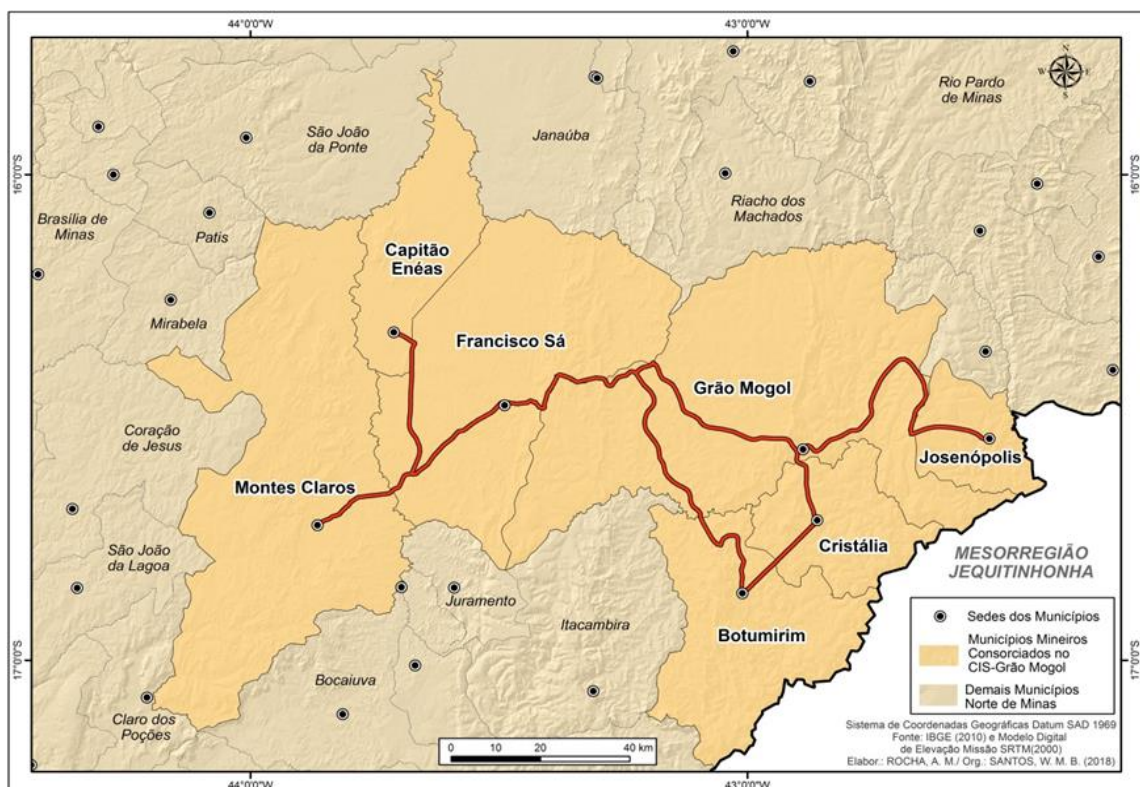 44°0'0"W
43°0'0"W
N
W
E
S
Rio Pardo
de Minas
São João
da Ponte
Janaúba
16°0'0"S
16°0'0"S
Riacho dos
Machados
Brasília de
Minas
Patis
Capitão
Enéas
Mirabela
Francisco Sá
Grão Mogol
Coração
de Jesus
Josenópolis
Montes Claros
Cristália
MESORREGIÃO
JEQUITINHONHA
São João
da Lagoa
Juramento
Itacambira
Botumirim
Bocaiuva
Claro dos
Poções
17°0'0"S
17°0'0"S
Sedes dos Municípios
Municípios Mineiros
Consorciados no
CIS-Grão Mogol
Demais Municípios
Norte de Minas
Sistema de Coordenadas Geográficas Datum SAD 1969
Fonte: IBGE (2010) e Modelo Digital
de Elevação Missão SRTM(2000)
Elabor.: ROCHA, A. M./ Org.: SANTOS, W. M. B. (2018)
0 10 20 40 km
44°0'0"W
43°0'0"W